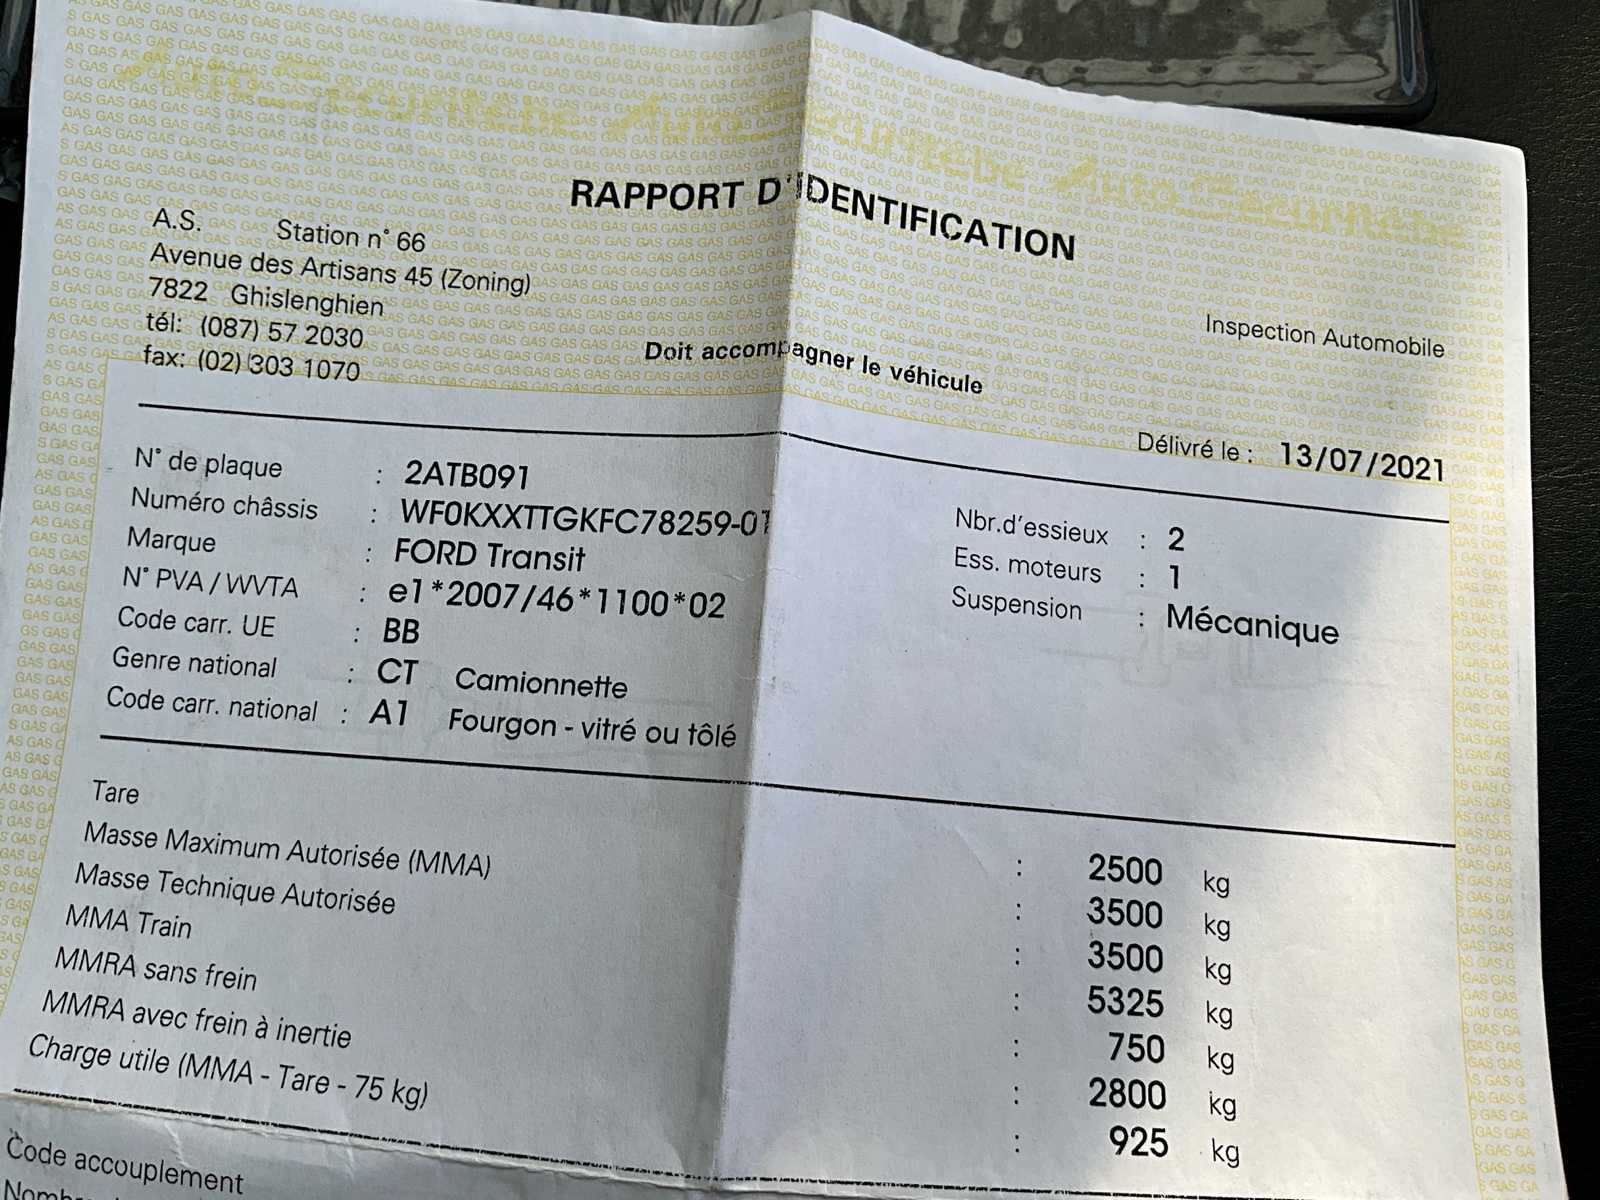 RAPPORT D'IDENTIFICATION
A.S. Station n° 66
Avenue des Artisans 45 (Zoning)
7822 Ghislenghien
tél: (087) 57 2030
fax: (02) 303 1070
Inspection Automobile
Doit accompagner le véhicule
Délivré le : 13/07/2021
N° de plaque : 2ATB091
Numéro châssis : WF0KXXTTGKFC78259-01
Marque : FORD Transit
N° PVA / WVTA : e1*2007/46*1100*02
Code carr. UE : BB
Genre national : CT Camionnette
Code carr. national : A1 Fourgon - vitré ou tôlé
Nbr.d'essieux : 2
Ess. moteurs : 1
Suspension : Mécanique
Tare : 2500 kg
Masse Maximum Autorisée (MMA) : 3500 kg
Masse Technique Autorisée : 3500 kg
MMA Train : 5325 kg
MMRA sans frein : 750 kg
MMRA avec frein à inertie : 2800 kg
Charge utile (MMA - Tare - 75 kg) : 925 kg
Code accouplement